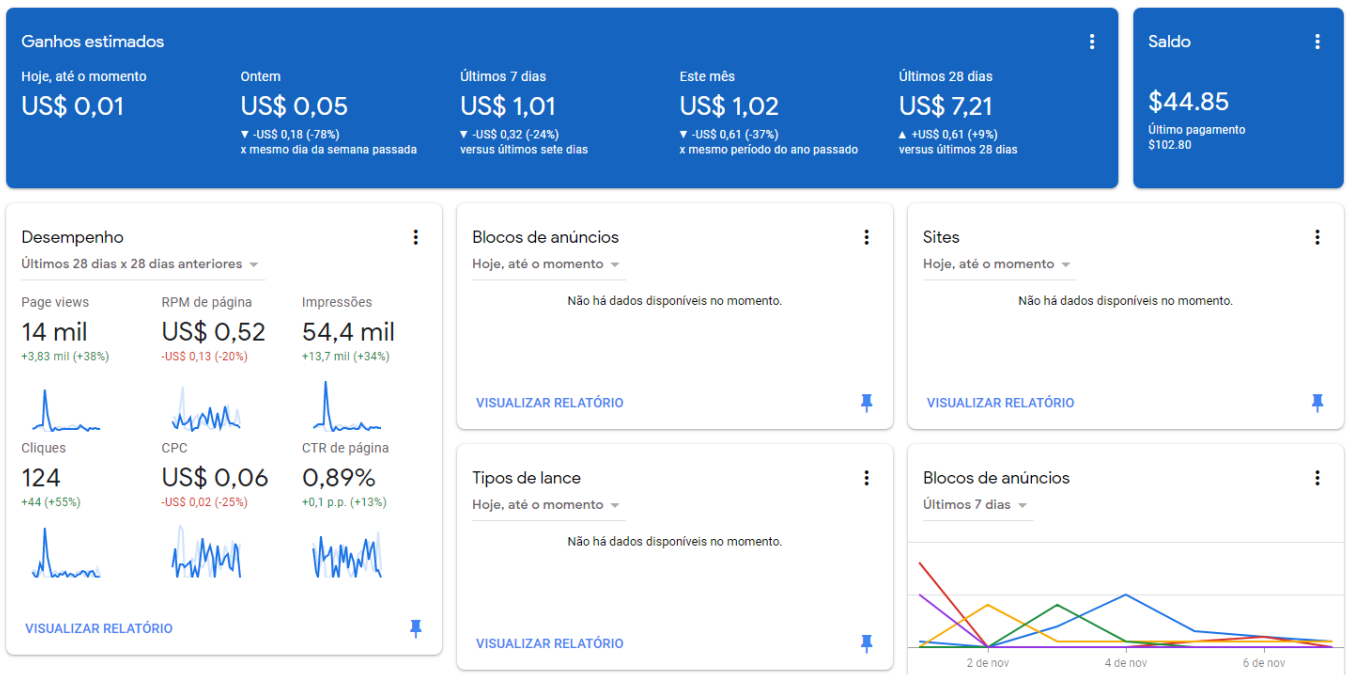 Ganhos estimados
Hoje, até o momento
US$ 0,01
Ontem
US$ 0,05
▼ -US$ 0,18 (-78%)
x mesmo dia da semana passada
Últimos 7 dias
US$ 1,01
▼ -US$ 0,32 (-24%)
versus últimos sete dias
Este mês
US$ 1,02
▼ -US$ 0,61 (-37%)
x mesmo período do ano passado
Últimos 28 dias
US$ 7,21
▲ +US$ 0,61 (+9%)
versus últimos 28 dias
Saldo
$44.85
Último pagamento
$102.80
Desempenho
Últimos 28 dias x 28 dias anteriores
Page views
14 mil
+3,83 mil (+38%)
RPM de página
US$ 0,52
-US$ 0,13 (-20%)
Impressões
54,4 mil
+13,7 mil (+34%)
Cliques
124
+44 (+55%)
CPC
US$ 0,06
-US$ 0,02 (-25%)
CTR de página
0,89%
+0,1 p.p. (+13%)
VISUALIZAR RELATÓRIO
Blocos de anúncios
Hoje, até o momento
Não há dados disponíveis no momento.
VISUALIZAR RELATÓRIO
Sites
Hoje, até o momento
Não há dados disponíveis no momento.
VISUALIZAR RELATÓRIO
Tipos de lance
Hoje, até o momento
Não há dados disponíveis no momento.
VISUALIZAR RELATÓRIO
Blocos de anúncios
Últimos 7 dias
2 de nov
4 de nov
6 de nov